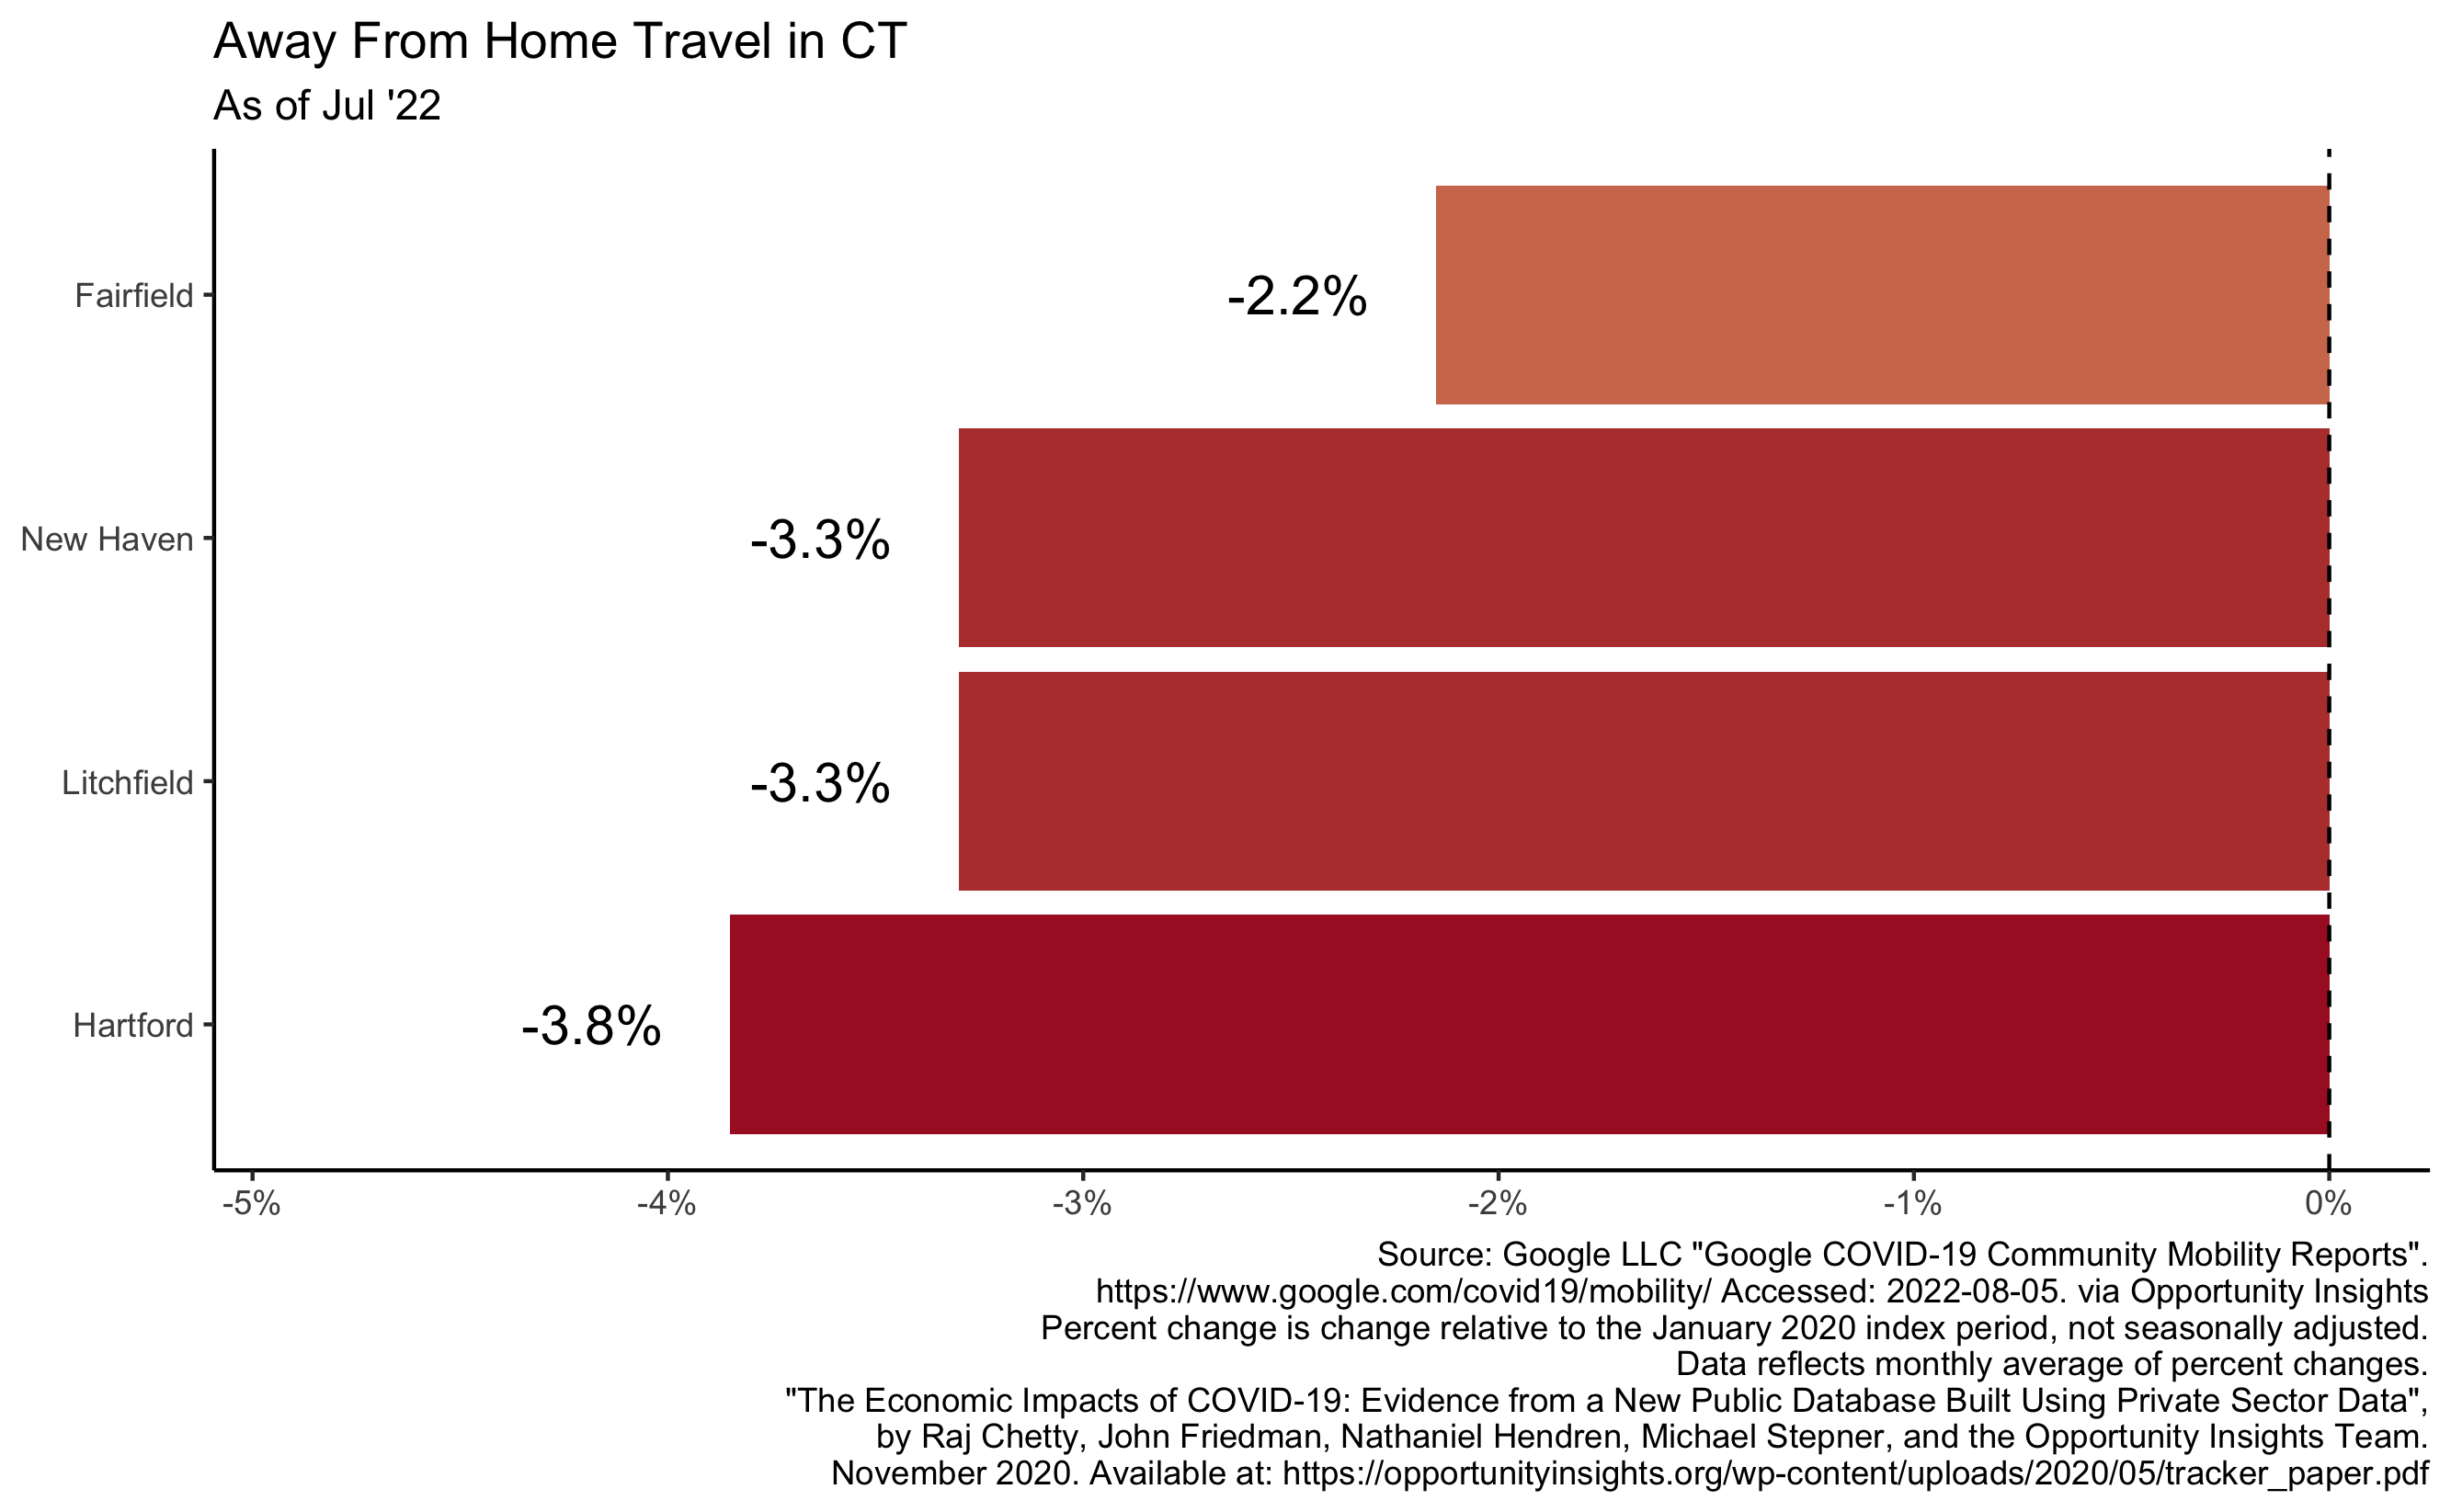 Away From Home Travel in CT
As of Jul '22
Fairfield
-2.2%
New Haven
-3.3%
Litchfield
-3.3%
Hartford
-3.8%
-5%
-4%
-3%
-2%
-1%
0%
Source: Google LLC "Google COVID-19 Community Mobility Reports".
https://www.google.com/covid19/mobility/ Accessed: 2022-08-05. via Opportunity Insights
Percent change is change relative to the January 2020 index period, not seasonally adjusted.
Data reflects monthly average of percent changes.
"The Economic Impacts of COVID-19: Evidence from a New Public Database Built Using Private Sector Data",
by Raj Chetty, John Friedman, Nathaniel Hendren, Michael Stepner, and the Opportunity Insights Team.
November 2020. Available at: https://opportunityinsights.org/wp-content/uploads/2020/05/tracker_paper.pdf